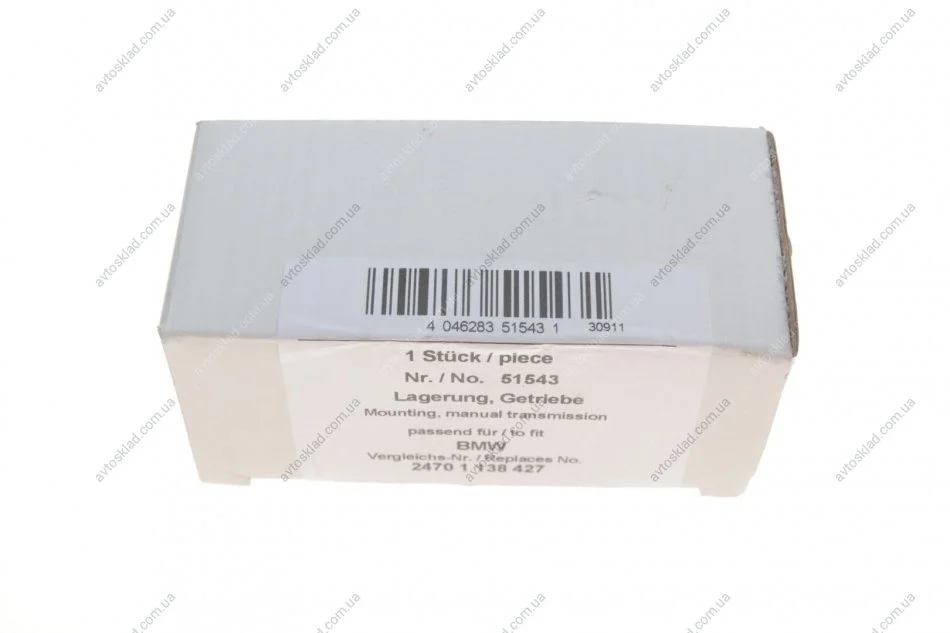 4 046283 51543 1 30911
1 Stück / piece
Nr. / No. 51543
Lagerung, Getriebe
Mounting, manual transmission
passend für / to fit
BMW
Vergleichs-Nr. / Replaces No.
2470 1 138 427
avtosklad.com.ua